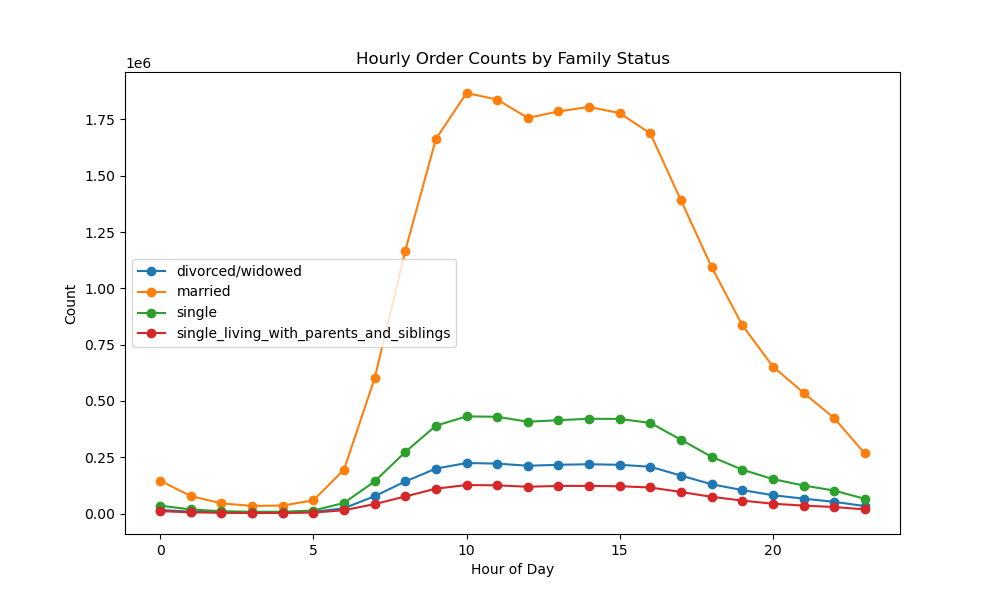 Hourly Order Counts by Family Status
1e6
1.75
1.50
1.25
1.00
0.75
0.50
0.25
0.00
Count
divorced/widowed
married
single
single_living_with_parents_and_siblings
0 5 10 15 20
Hour of Day